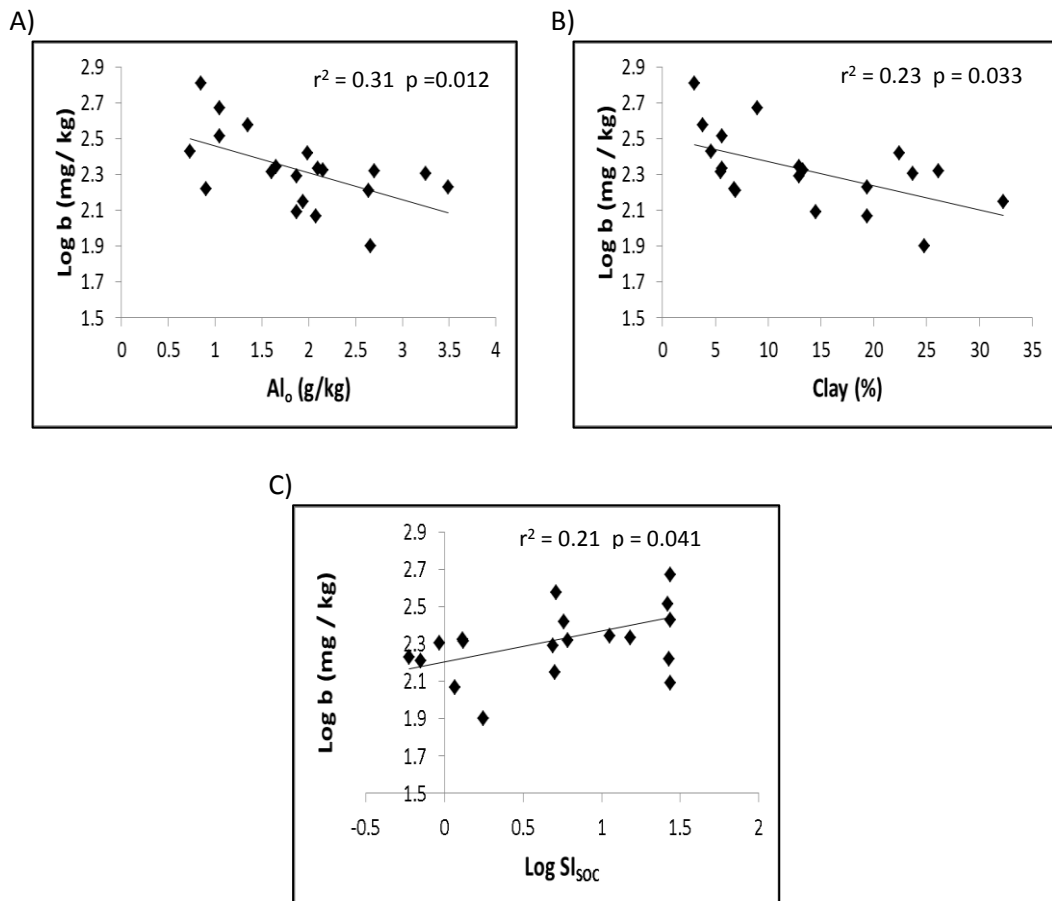 A)
r² = 0.31 p =0.012
Log b (mg/ kg)
2.9
2.7
2.5
2.3
2.1
1.9
1.7
1.5
0 0.5 1 1.5 2 2.5 3 3.5 4
Alₒ (g/kg)
B)
r² = 0.23 p = 0.033
Log b (mg/ kg)
2.9
2.7
2.5
2.3
2.1
1.9
1.7
1.5
0 5 10 15 20 25 30 35
Clay (%)
C)
r² = 0.21 p = 0.041
Log b (mg / kg)
2.9
2.7
2.5
2.3
2.1
1.9
1.7
1.5
-0.5 0 0.5 1 1.5 2
Log SI_SOC